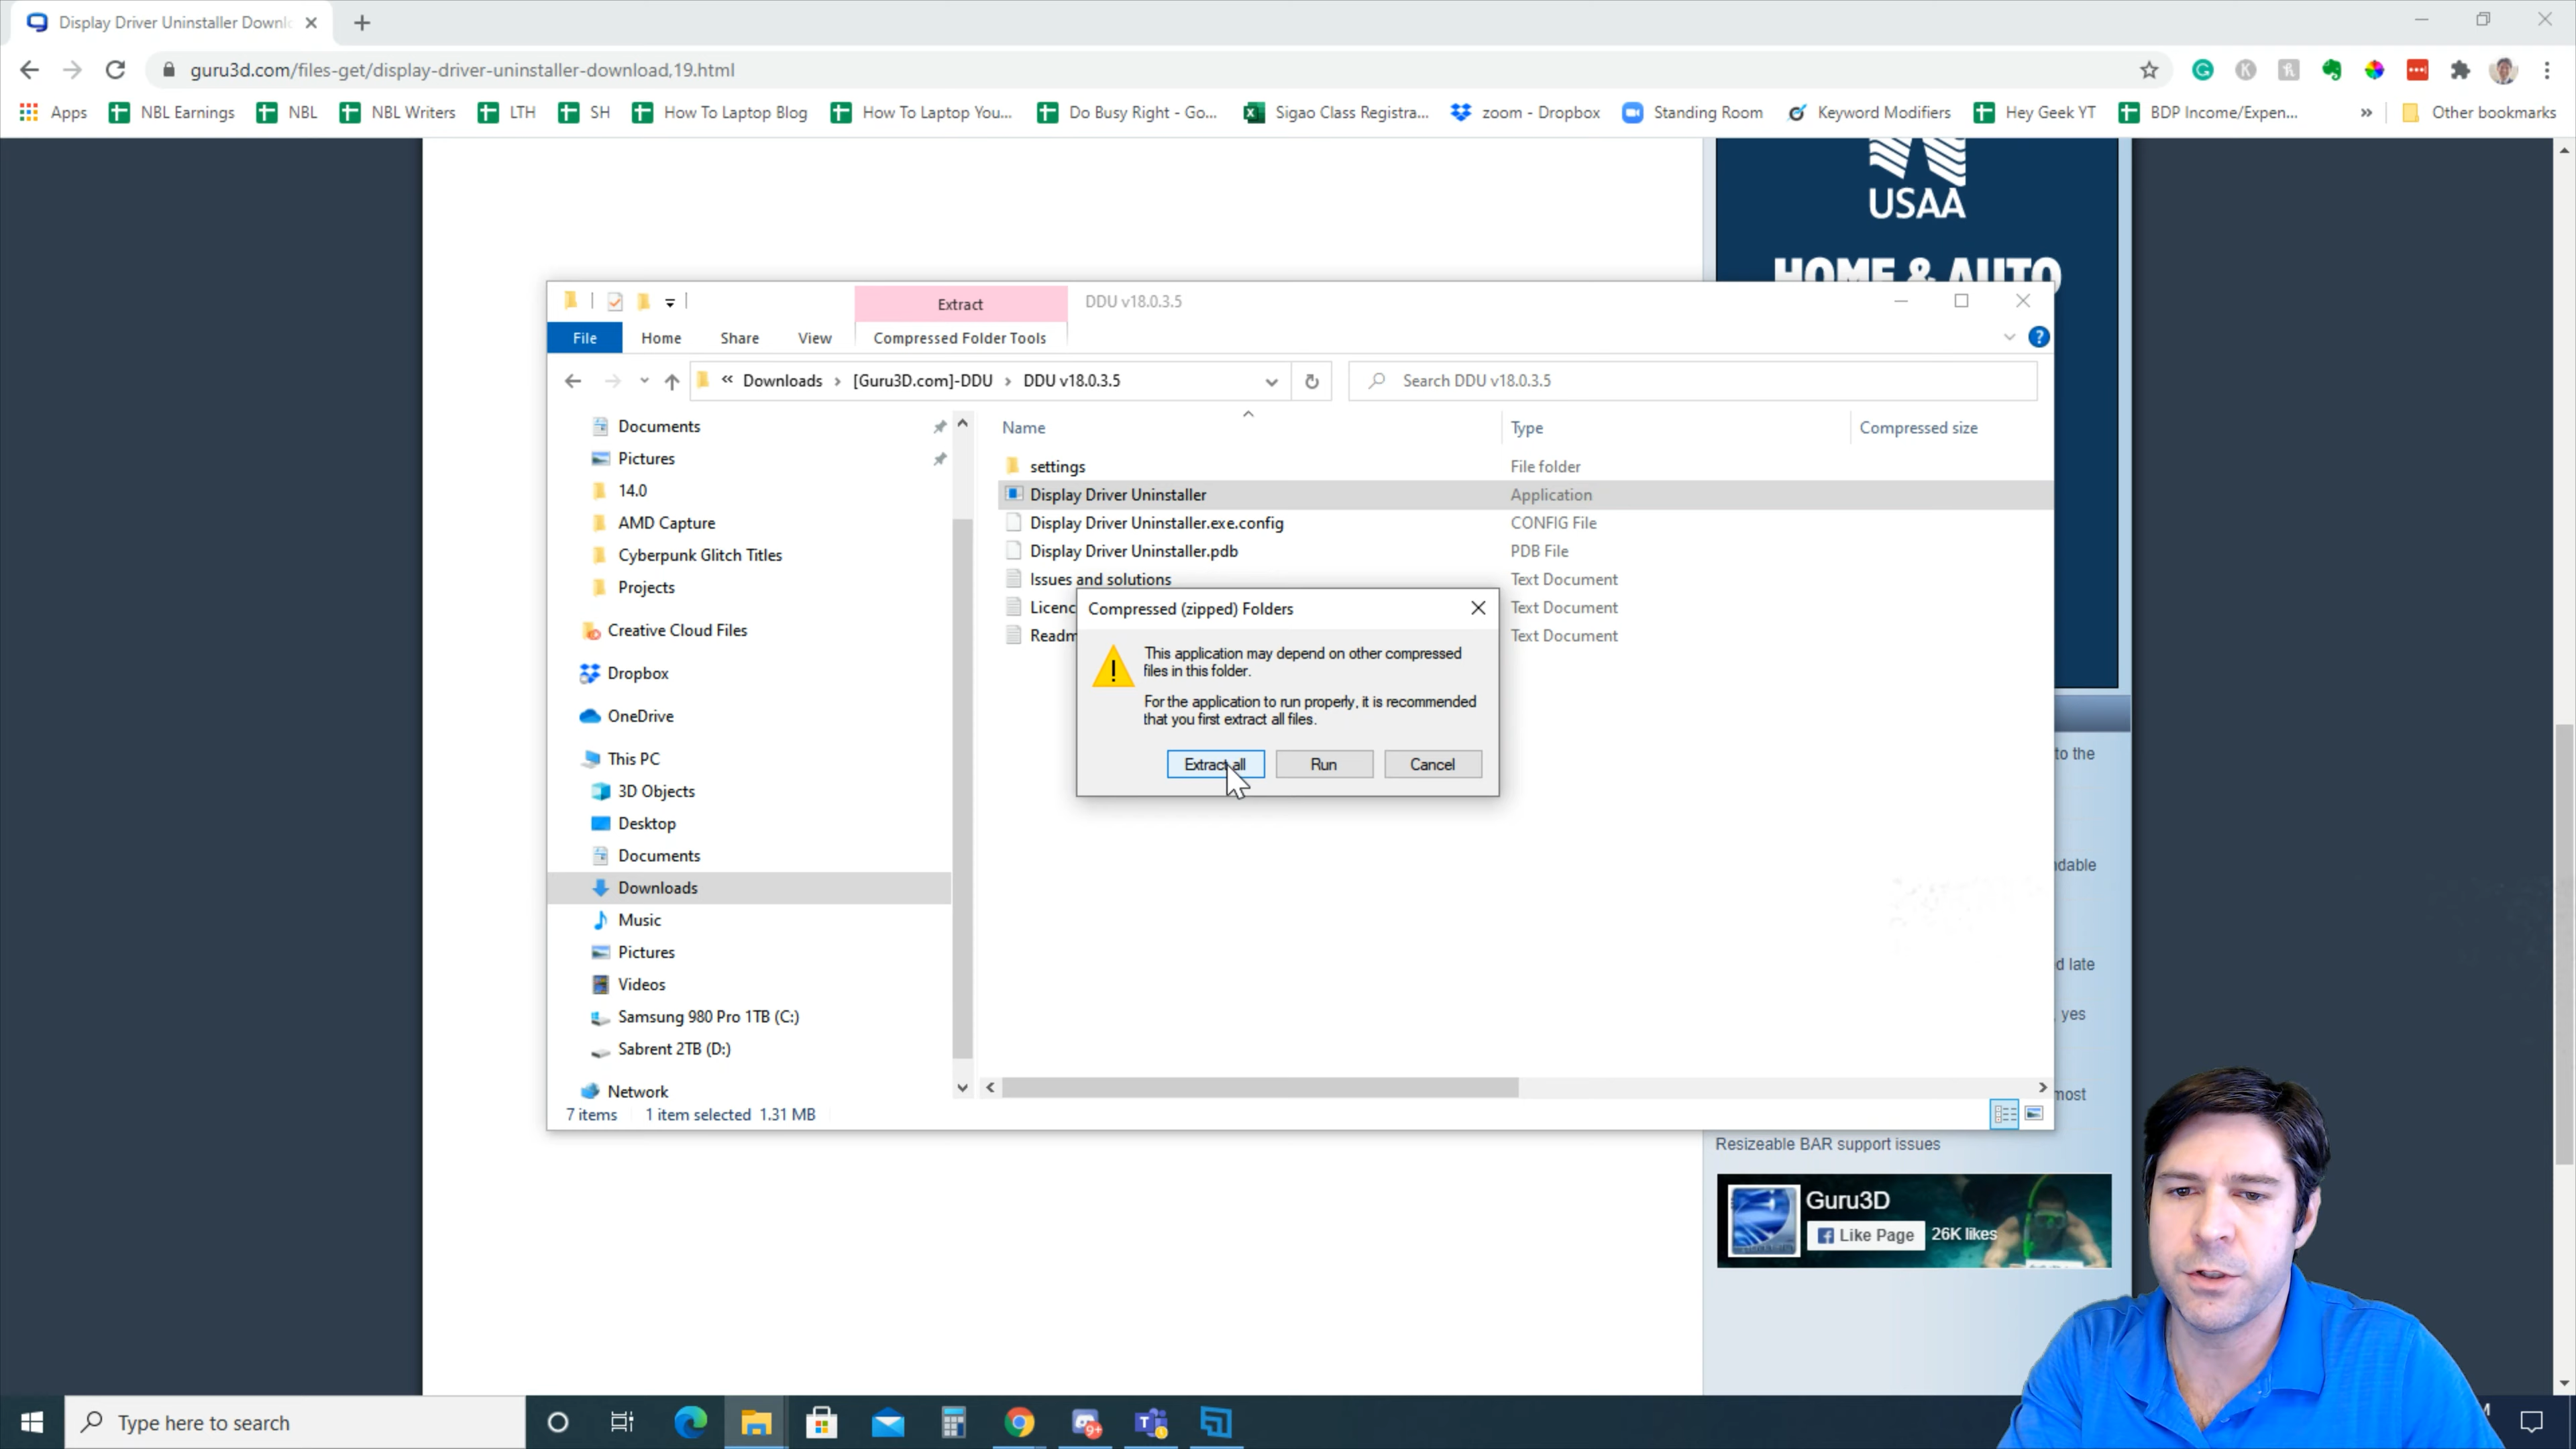 Display Driver Uninstaller Downl
guru3d.com/files-get/display-driver-uninstaller-download,19.html
Apps NBL Earnings NBL NBL Writers LTH SH How To Laptop Blog How To Laptop You... Do Busy Right - Go... Sigao Class Registra... zoom - Dropbox Standing Room Keyword Modifiers Hey Geek YT BDP Income/Expen... » Other bookmarks
USAA
HOME & AUTO
Extract DDU v18.0.3.5
File Home Share View Compressed Folder Tools
« Downloads › [Guru3D.com]-DDU › DDU v18.0.3.5 Search DDU v18.0.3.5
Name Type Compressed size
Documents
Pictures
14.0
AMD Capture
Cyberpunk Glitch Titles
Projects
Creative Cloud Files
Dropbox
OneDrive
This PC
3D Objects
Desktop
Documents
Downloads
Music
Pictures
Videos
Samsung 980 Pro 1TB (C:)
Sabrent 2TB (D:)
Network
settings File folder
Display Driver Uninstaller Application
Display Driver Uninstaller.exe.config CONFIG File
Display Driver Uninstaller.pdb PDB File
Issues and solutions Text Document
Licenc Text Document
Readm Text Document
Compressed (zipped) Folders
!
This application may depend on other compressed
files in this folder.
For the application to run properly, it is recommended
that you first extract all files.
Extract all Run Cancel
7 items 1 item selected 1.31 MB
to the
ndable
d late
, yes
most
Resizeable BAR support issues
Guru3D
Like Page 26K likes
Type here to search
9+